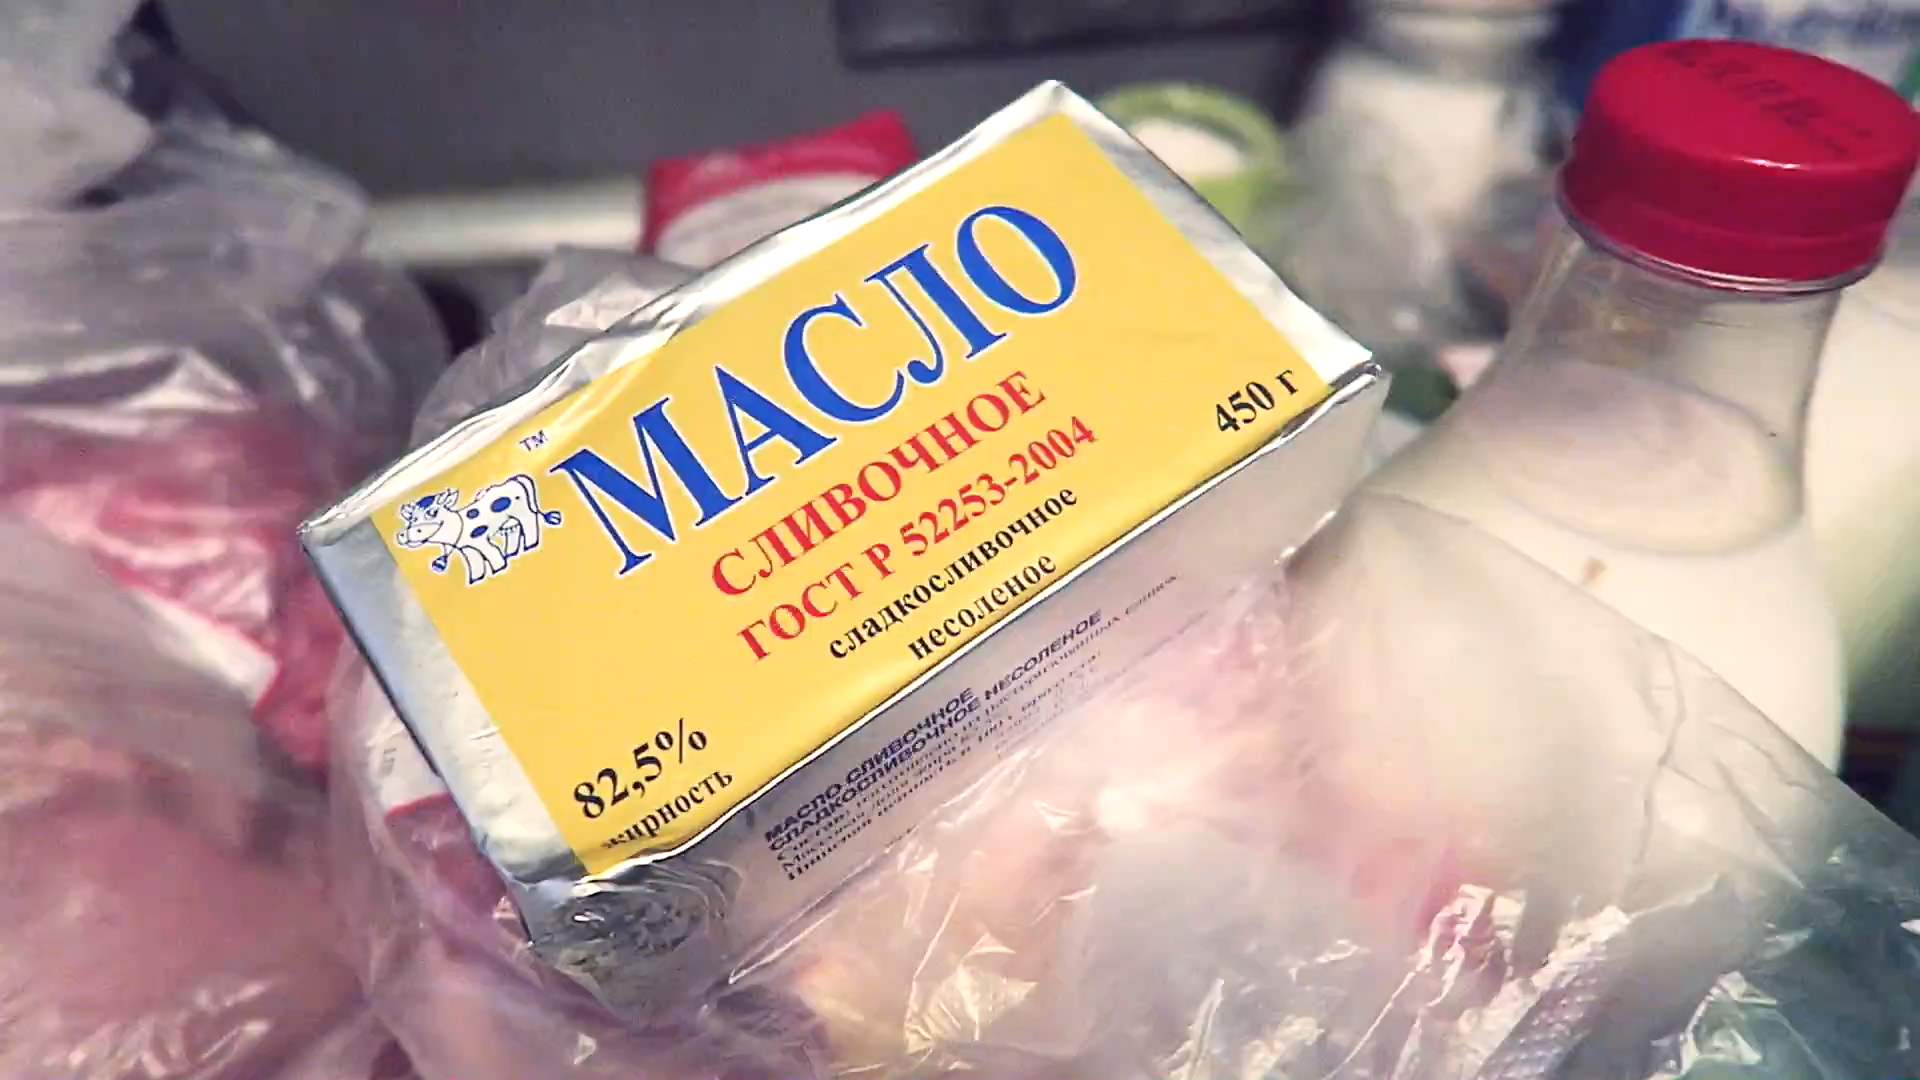 ™
МАСЛО
СЛИВОЧНОЕ
ГОСТ Р 52253-2004
сладкосливочное
несоленое
450 г
82,5%
жирность
МАСЛО СЛИВОЧНОЕ
СЛАДКОСЛИВОЧНОЕ НЕСОЛЕНОЕ